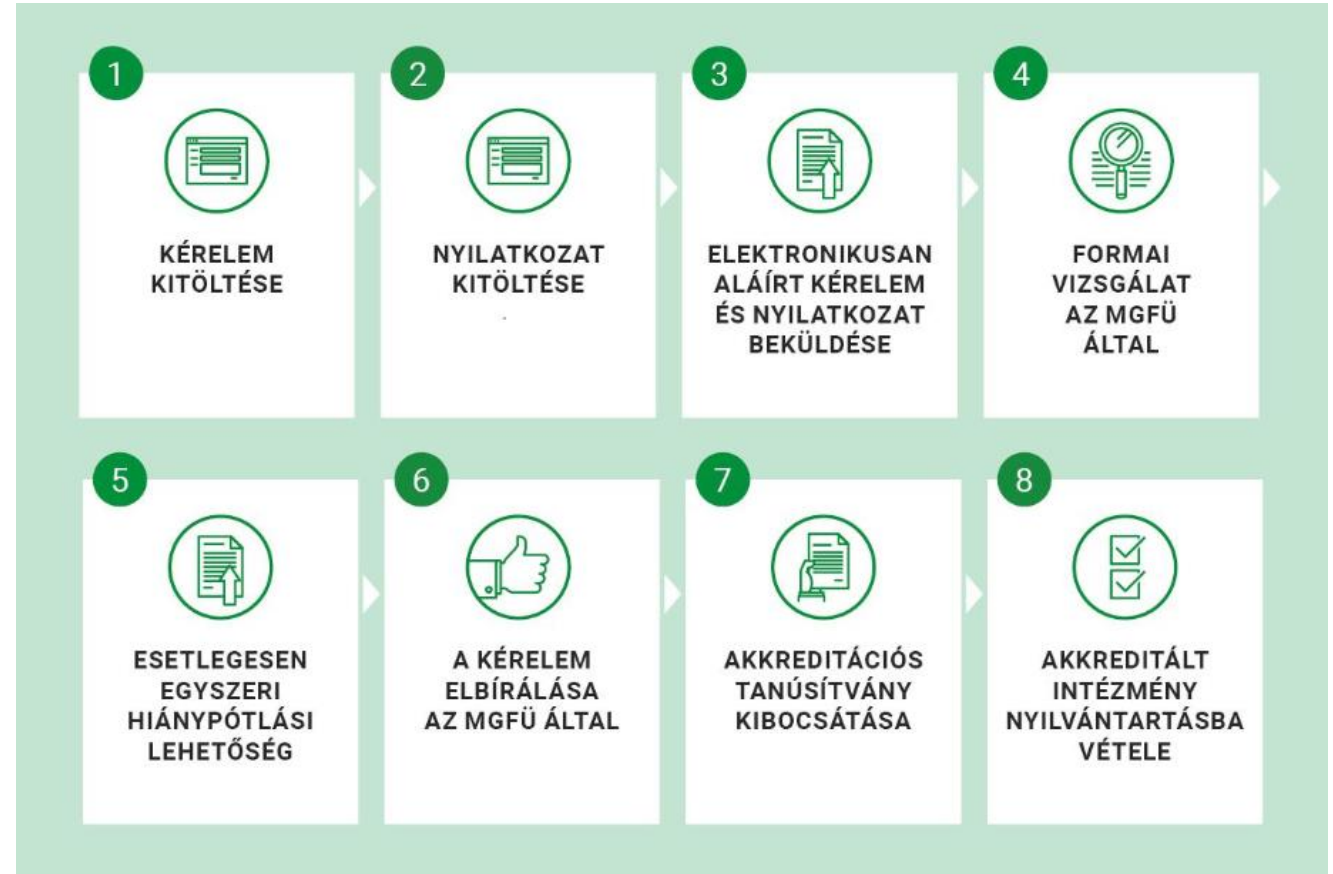 1
KÉRELEM
KITÖLTÉSE
2
NYILATKOZAT
KITÖLTÉSE
3
ELEKTRONIKUSAN
ALÁÍRT KÉRELEM
ÉS NYILATKOZAT
BEKÜLDÉSE
4
FORMAI
VIZSGÁLAT
AZ MGFÜ
ÁLTAL
5
ESETLEGESEN
EGYSZERI
HIÁNYPÓTLÁSI
LEHETŐSÉG
6
A KÉRELEM
ELBÍRÁLÁSA
AZ MGFÜ ÁLTAL
7
AKKREDITÁCIÓS
TANÚSÍTVÁNY
KIBOCSÁTÁSA
8
AKKREDITÁLT
INTÉZMÉNY
NYILVÁNTARTÁSBA
VÉTELE